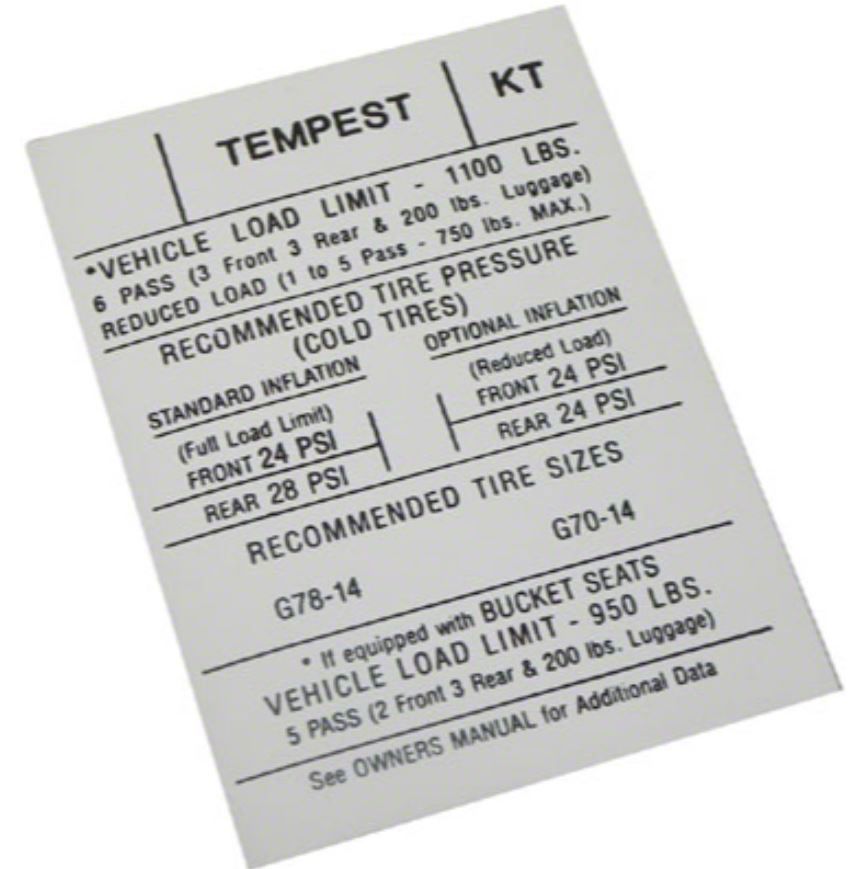 TEMPEST KT
•VEHICLE LOAD LIMIT - 1100 LBS.
6 PASS (3 Front 3 Rear & 200 lbs. Luggage)
REDUCED LOAD (1 to 5 Pass - 750 lbs. MAX.)
RECOMMENDED TIRE PRESSURE
(COLD TIRES)
STANDARD INFLATION
(Full Load Limit)
FRONT 24 PSI
REAR 28 PSI
OPTIONAL INFLATION
(Reduced Load)
FRONT 24 PSI
REAR 24 PSI
RECOMMENDED TIRE SIZES
G78-14 G70-14
• If equipped with BUCKET SEATS
VEHICLE LOAD LIMIT - 950 LBS.
5 PASS (2 Front 3 Rear & 200 lbs. Luggage)
See OWNERS MANUAL for Additional Data